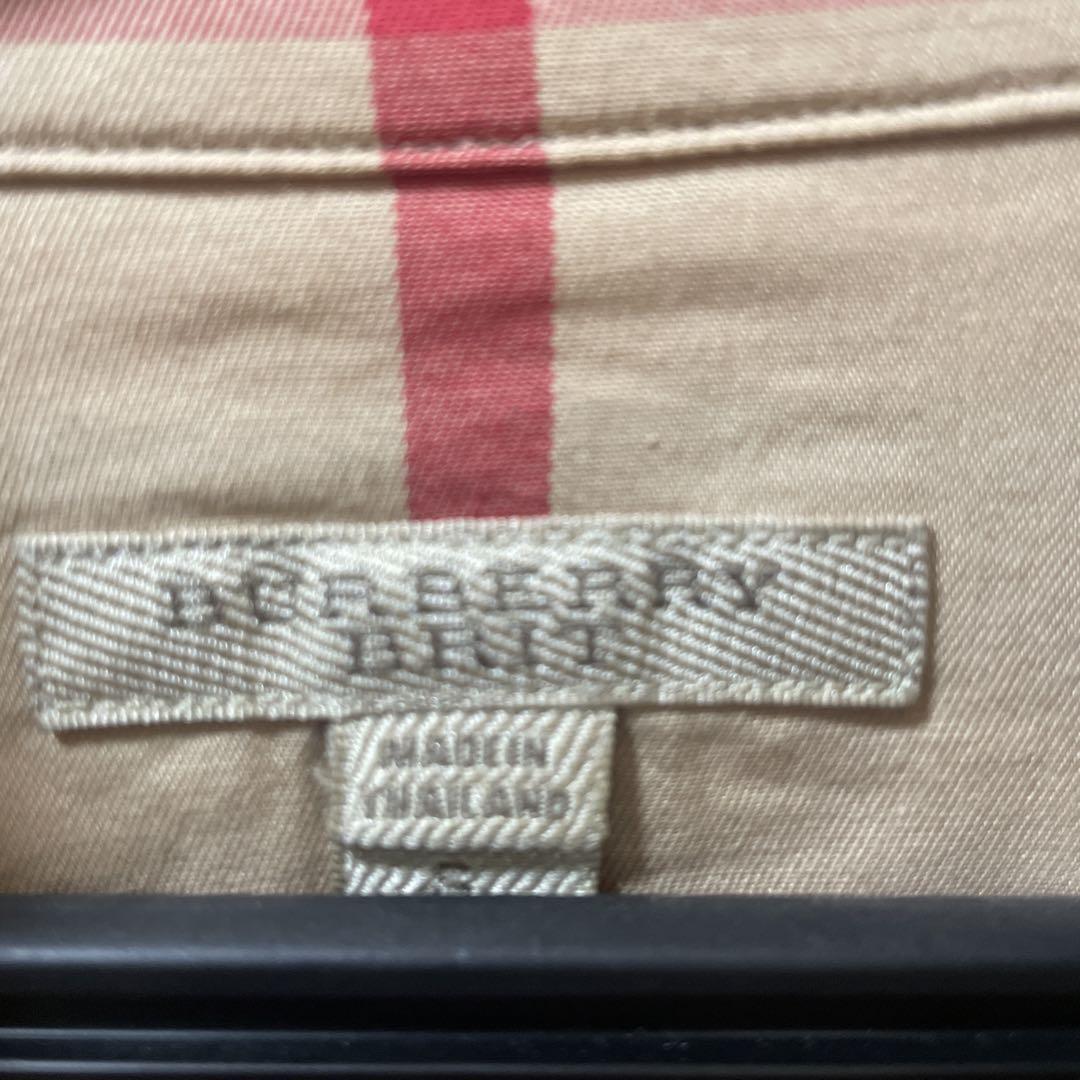 BURBERRY
BRIT
MADE IN
THAILAND
S